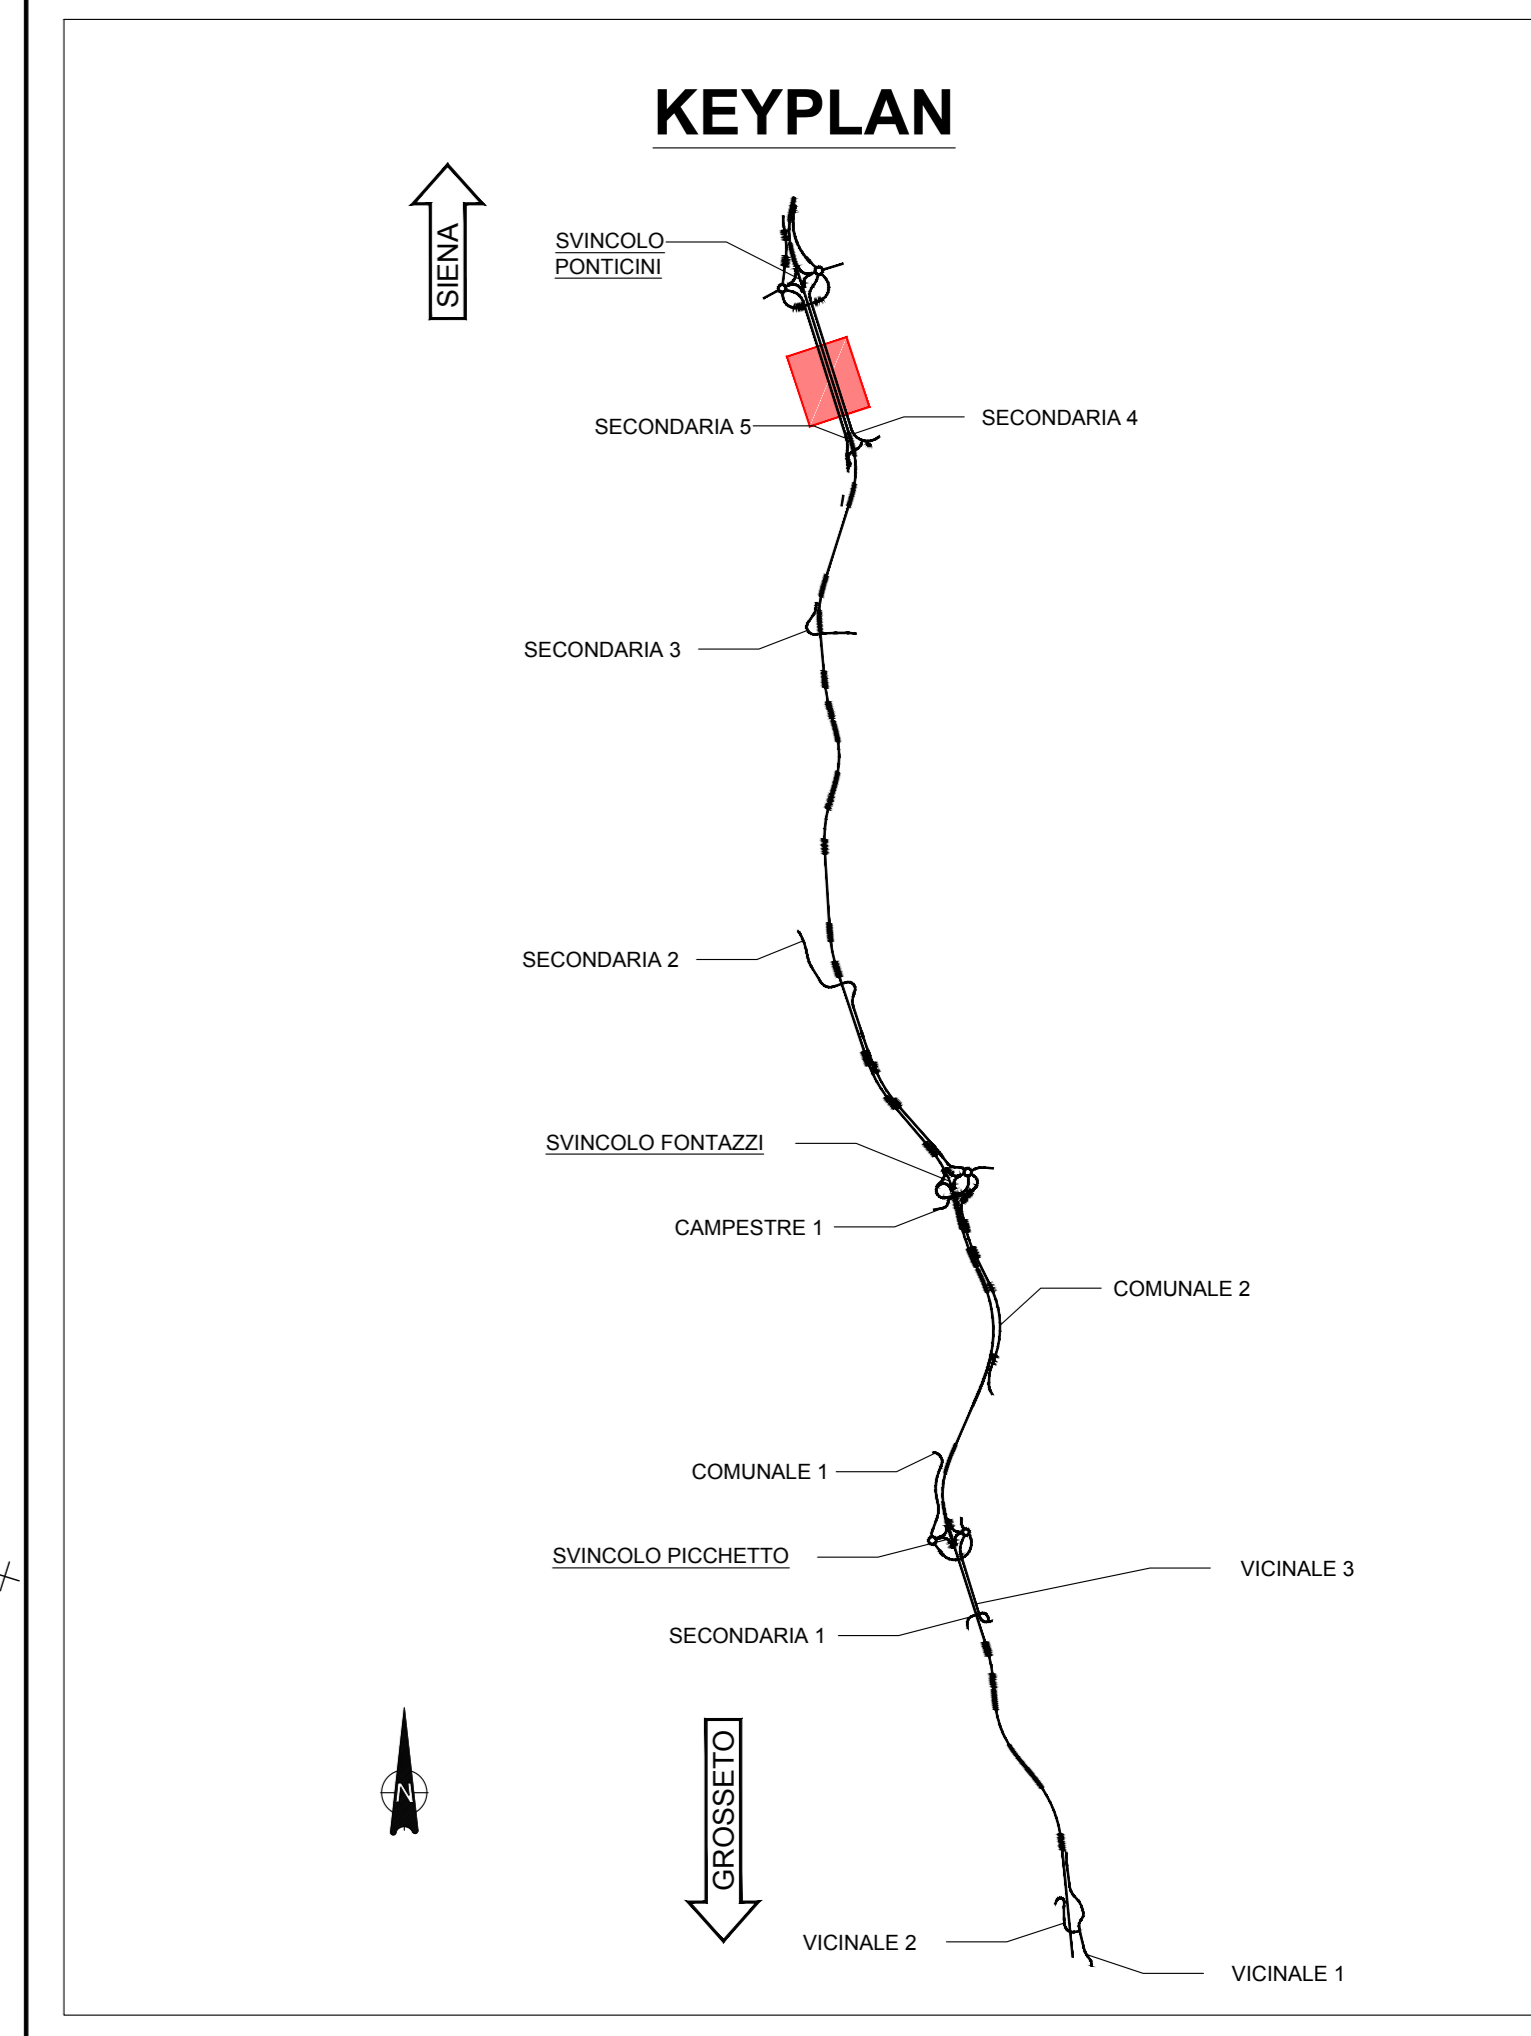 KEYPLAN
SIENA
SVINCOLO
PONTICINI
SECONDARIA 5
SECONDARIA 4
SECONDARIA 3
SECONDARIA 2
SVINCOLO FONTAZZI
CAMPESTRE 1
COMUNALE 2
COMUNALE 1
SVINCOLO PICCHETTO
VICINALE 3
SECONDARIA 1
N
GROSSETO
VICINALE 2
VICINALE 1